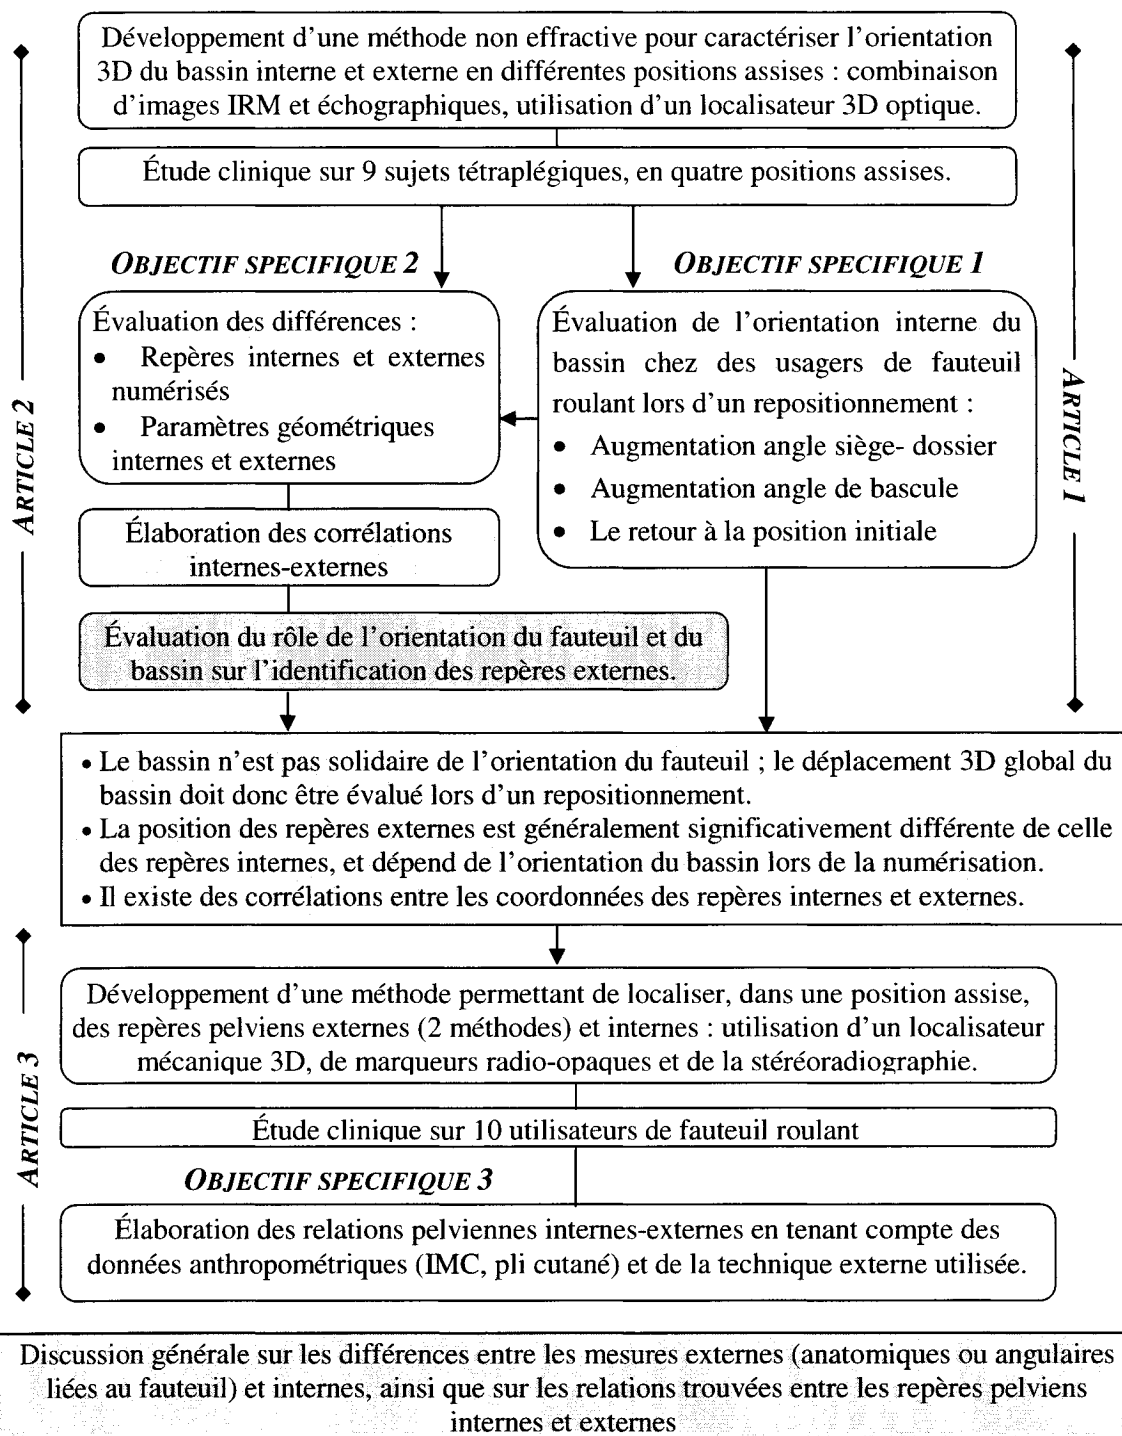 Développement d'une méthode non effractive pour caractériser l'orientation
3D du bassin interne et externe en différentes positions assises : combinaison
d'images IRM et échographiques, utilisation d'un localisateur 3D optique.
Étude clinique sur 9 sujets tétraplégiques, en quatre positions assises.
OBJECTIF SPECIFIQUE 2
OBJECTIF SPECIFIQUE 1
Évaluation des différences :
• Repères internes et externes
numérisés
• Paramètres géométriques
internes et externes
Évaluation de l'orientation interne du
bassin chez des usagers de fauteuil
roulant lors d'un repositionnement :
• Augmentation angle siège- dossier
• Augmentation angle de bascule
• Le retour à la position initiale
ARTICLE 2
ARTICLE 1
Élaboration des corrélations
internes-externes
Évaluation du rôle de l'orientation du fauteuil et du
bassin sur l'identification des repères externes.
• Le bassin n'est pas solidaire de l'orientation du fauteuil ; le déplacement 3D global du
bassin doit donc être évalué lors d'un repositionnement.
• La position des repères externes est généralement significativement différente de celle
des repères internes, et dépend de l'orientation du bassin lors de la numérisation.
• Il existe des corrélations entre les coordonnées des repères internes et externes.
Développement d'une méthode permettant de localiser, dans une position assise,
des repères pelviens externes (2 méthodes) et internes : utilisation d'un localisateur
mécanique 3D, de marqueurs radio-opaques et de la stéréoradiographie.
ARTICLE 3
Étude clinique sur 10 utilisateurs de fauteuil roulant
OBJECTIF SPECIFIQUE 3
Élaboration des relations pelviennes internes-externes en tenant compte des
données anthropométriques (IMC, pli cutané) et de la technique externe utilisée.
Discussion générale sur les différences entre les mesures externes (anatomiques ou angulaires
liées au fauteuil) et internes, ainsi que sur les relations trouvées entre les repères pelviens
internes et externes